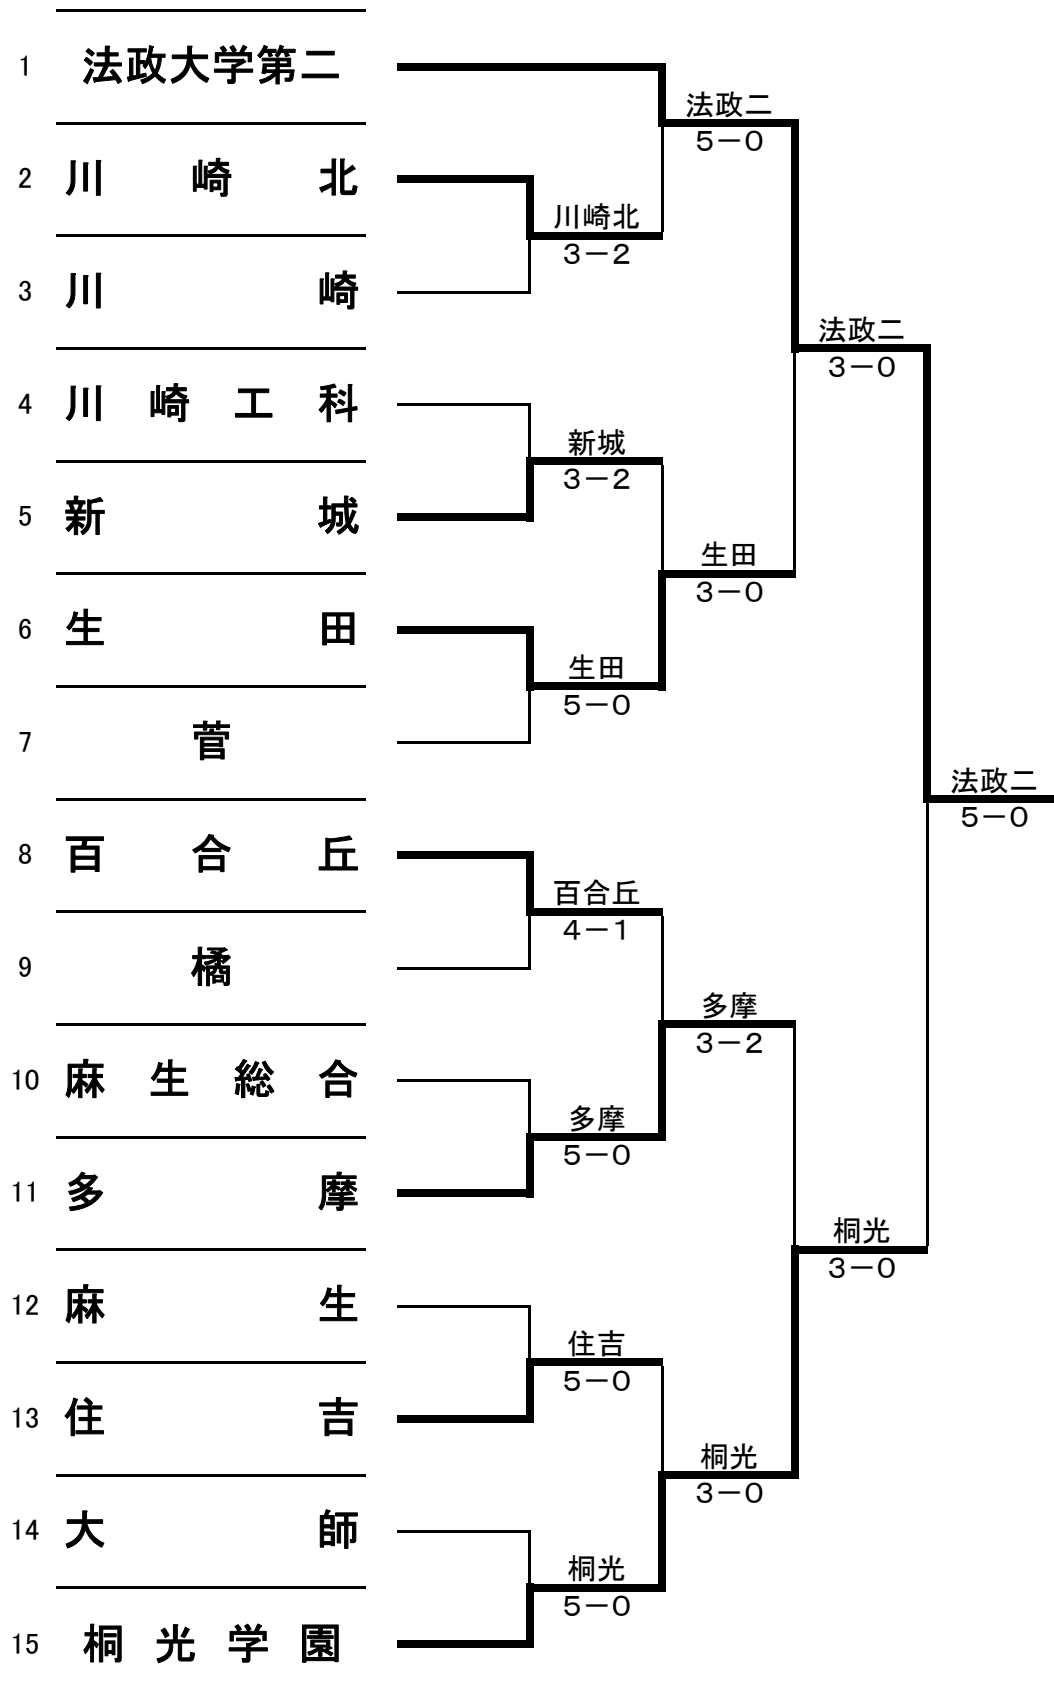 1 法政大学第二
法政二
5－0
2 川崎北
川崎北
3－2
3 川崎
法政二
3－0
4 川崎工科
新城
3－2
5 新城
生田
3－0
6 生田
生田
5－0
7 菅
法政二
5－0
8 百合丘
百合丘
4－1
9 橘
多摩
3－2
10 麻生総合
多摩
5－0
11 多摩
桐光
3－0
12 麻生
住吉
5－0
13 住吉
桐光
3－0
14 大師
桐光
5－0
15 桐光学園